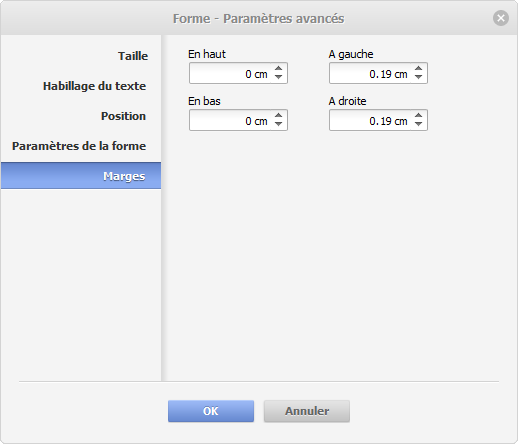 Forme - Paramètres avancés
Taille
Habillage du texte
Position
Paramètres de la forme
Marges
En haut
A gauche
0 cm
0.19 cm
En bas
A droite
0 cm
0.19 cm
OK
Annuler